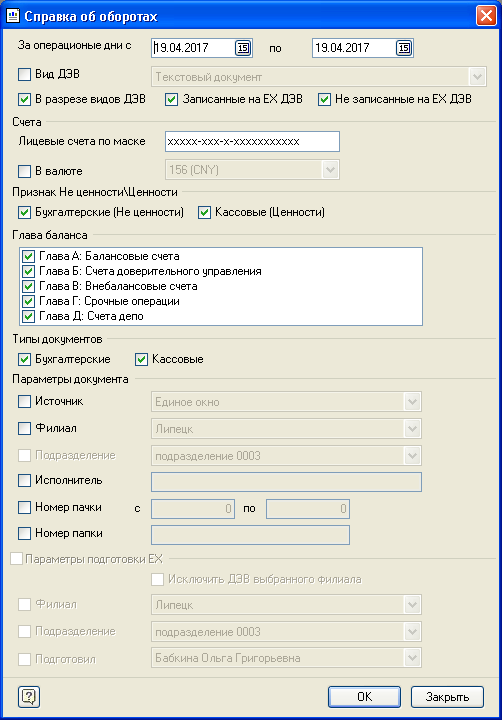 Справка об оборотах
За операционые дни с 19.04.2017 15 по 19.04.2017 15
Вид ДЭВ Текстовый документ
В разрезе видов ДЭВ Записанные на ЕХ ДЭВ Не записанные на ЕХ ДЭВ
Счета
Лицевые счета по маске xxxxx-xxx-x-xxxxxxxxxxx
В валюте 156 (CNY)
Признак Не ценности\Ценности
Бухгалтерские (Не ценности) Кассовые (Ценности)
Глава баланса
Глава А: Балансовые счета
Глава Б: Счета доверительного управления
Глава В: Внебалансовые счета
Глава Г: Срочные операции
Глава Д: Счета депо
Типы документов
Бухгалтерские Кассовые
Параметры документа
Источник Единое окно
Филиал Липецк
Подразделение подразделение 0003
Исполнитель
Номер пачки с 0 по 0
Номер папки
Параметры подготовки ЕХ
Исключить ДЭВ выбранного филиала
Филиал Липецк
Подразделение подразделение 0003
Подготовил Бабкина Ольга Григорьевна
? OK Закрыть